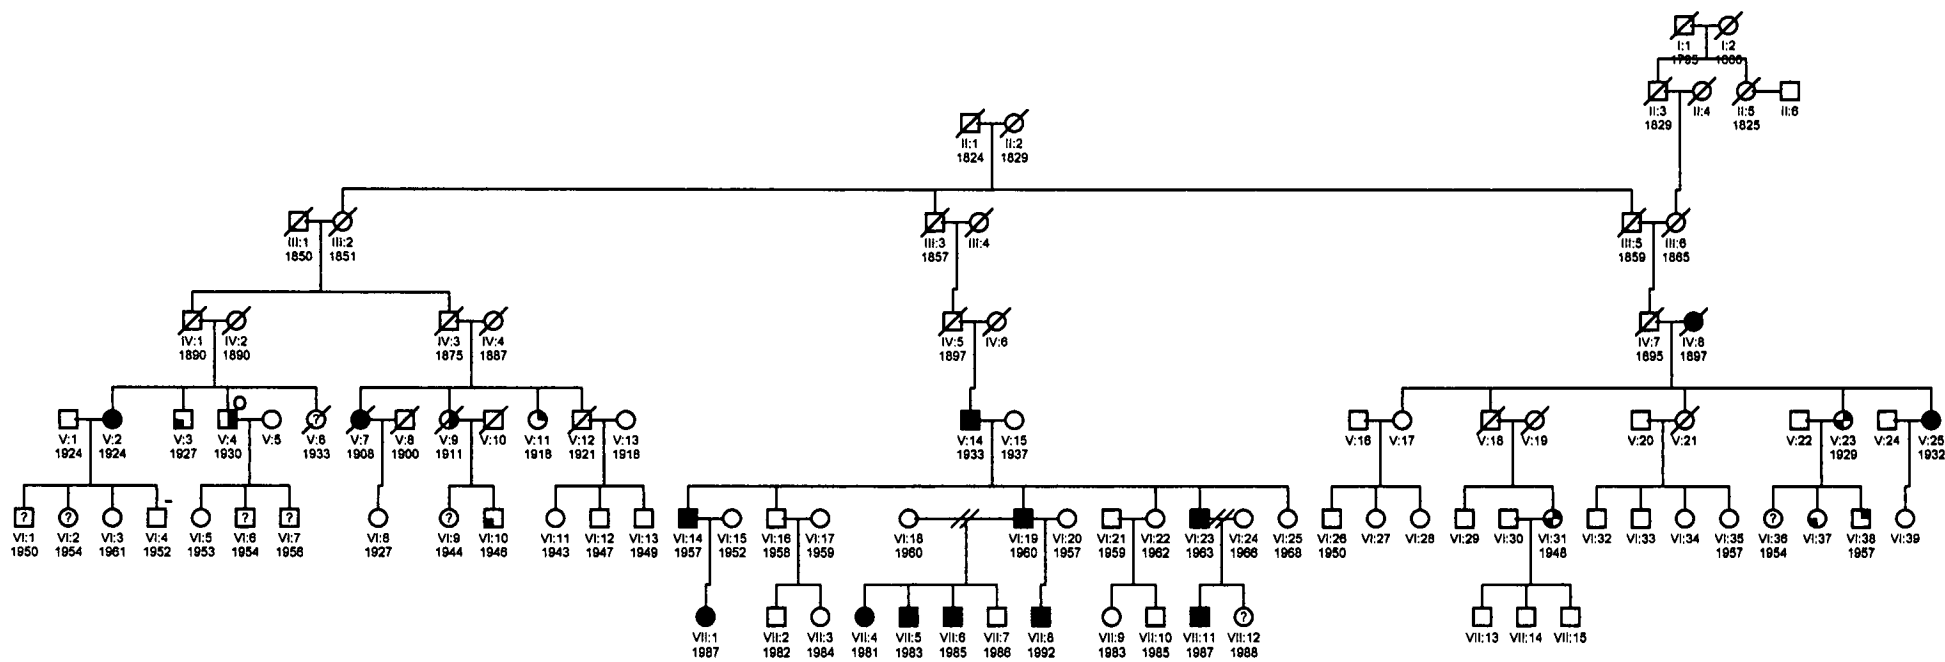 I:1 I:2
1795
II:3 II:4 II:5 II:6
1829 1825
II:1 II:2
1824 1829
III:1 III:2 III:3 III:4 III:5 III:6
1850 1851 1857 1859 1865
IV:1 IV:2 IV:3 IV:4 IV:5 IV:6 IV:7 IV:8
1890 1890 1875 1887 1897 1895 1897
?
V:1 V:2 V:3 V:4 V:5 V:6 V:7 V:8 V:9 V:10 V:11 V:12 V:13 V:14 V:15 V:16 V:17 V:18 V:19 V:20 V:21 V:22 V:23 V:24 V:25
1924 1924 1927 1930 1933 1908 1900 1911 1918 1921 1918 1933 1937 1929 1932
? ? ? ? ? ?
VI:1 VI:2 VI:3 VI:4 VI:5 VI:6 VI:7 VI:8 VI:9 VI:10 VI:11 VI:12 VI:13 VI:14 VI:15 VI:16 VI:17 VI:18 VI:19 VI:20 VI:21 VI:22 VI:23 VI:24 VI:25 VI:26 VI:27 VI:28 VI:29 VI:30 VI:31 VI:32 VI:33 VI:34 VI:35 VI:36 VI:37 VI:38 VI:39
1950 1954 1961 1952 1953 1954 1956 1927 1944 1946 1943 1947 1949 1957 1952 1958 1959 1960 1960 1957 1959 1962 1963 1966 1968 1950 1948 1957 1954 1957
?
VII:1 VII:2 VII:3 VII:4 VII:5 VII:6 VII:7 VII:8 VII:9 VII:10 VII:11 VII:12 VII:13 VII:14 VII:15
1987 1982 1984 1981 1983 1985 1986 1992 1983 1985 1987 1988